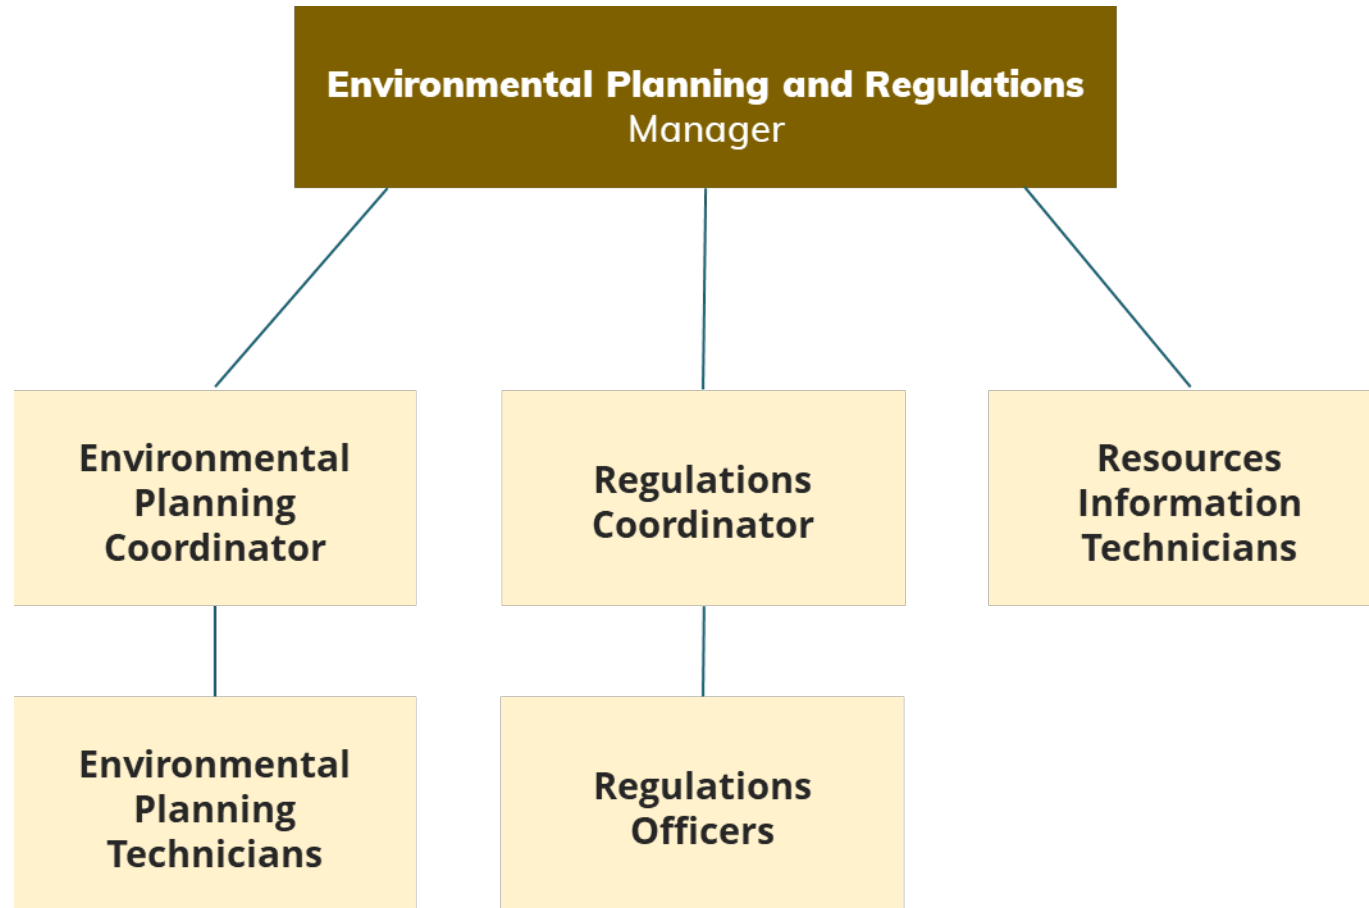 Environmental Planning and Regulations
Manager
Environmental
Planning
Coordinator
Regulations
Coordinator
Resources
Information
Technicians
Environmental
Planning
Technicians
Regulations
Officers